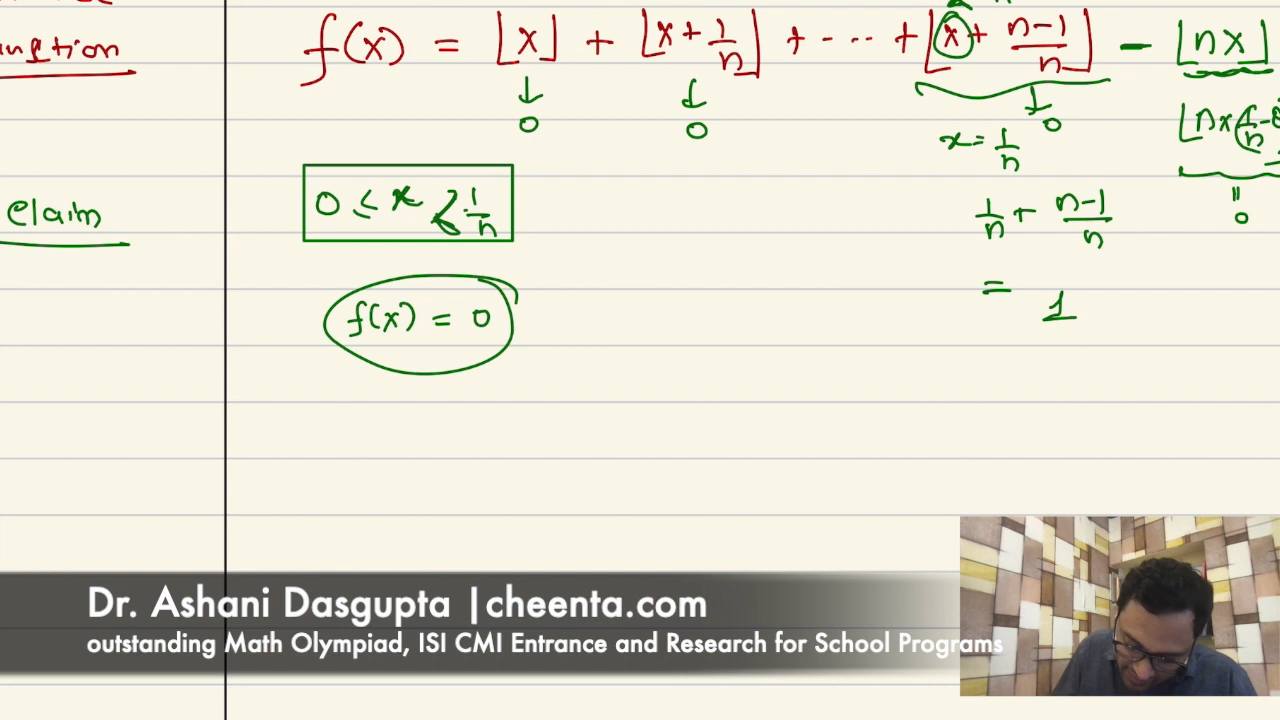 f(x) = ⌊x⌋ + ⌊x + 1/n⌋ + ... + ⌊x + n-1/n⌋ - ⌊nx⌋
↓ ↓ ↓
0 0 0
x = 1/n
0 ≤ x < 1/n
1/n + n-1/n
= 1
claim
f(x) = 0
"
0
Dr. Ashani Dasgupta | cheenta.com
outstanding Math Olympiad, ISI CMI Entrance and Research for School Programs